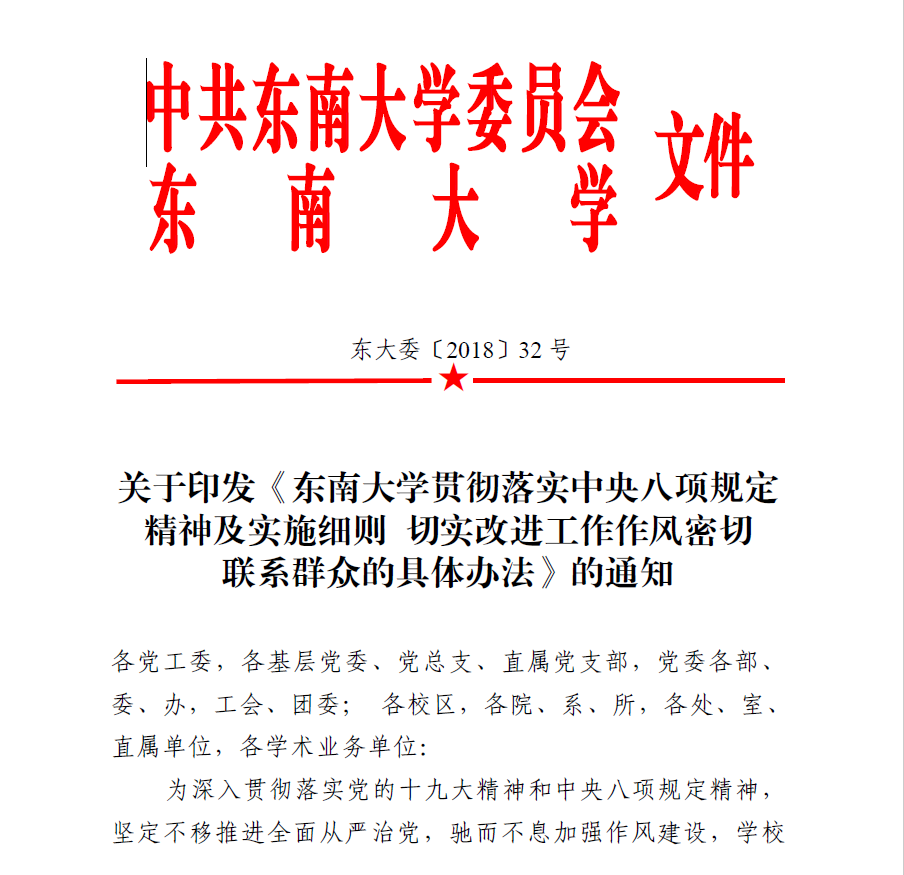 中共东南大学委员会
东南大学
文件
东大委〔2018〕32 号
关于印发《东南大学贯彻落实中央八项规定
精神及实施细则 切实改进工作作风密切
联系群众的具体办法》的通知
各党工委，各基层党委、党总支、直属党支部，党委各部、
委、办，工会、团委； 各校区，各院、系、所，各处、室、
直属单位，各学术业务单位：
为深入贯彻落实党的十九大精神和中央八项规定精神，
坚定不移推进全面从严治党，驰而不息加强作风建设，学校